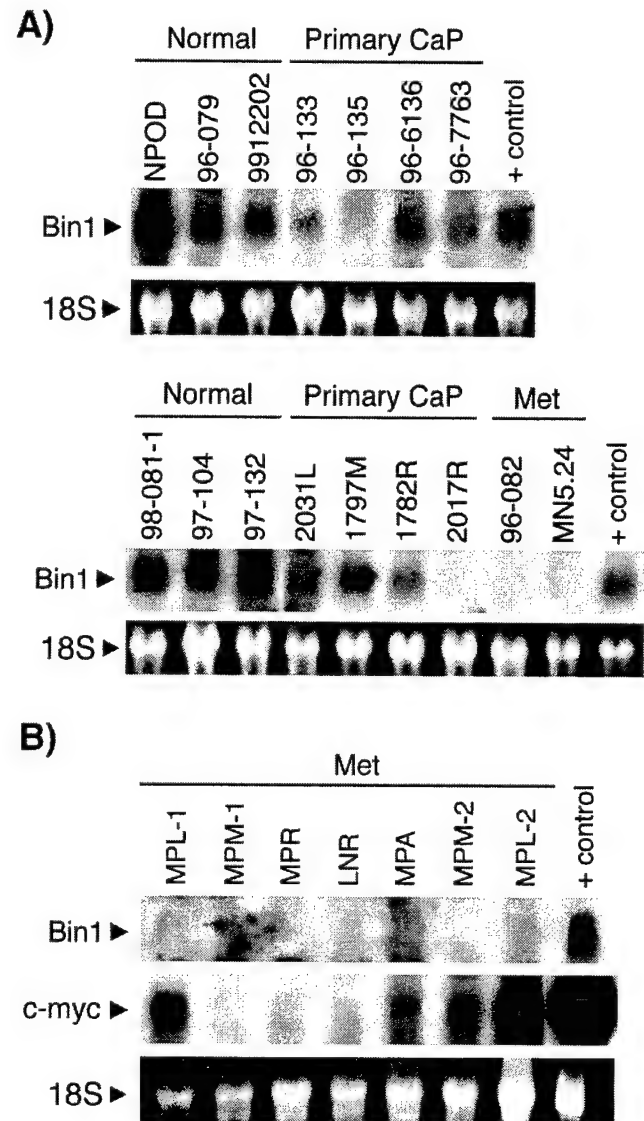 A)
Normal Primary CaP
NPOD 96-079 9912202 96-133 96-135 96-6136 96-7763 + control
Bin1
18S
Normal Primary CaP Met
98-081-1 97-104 97-132 2031L 1797M 1782R 2017R 96-082 MN5.24 + control
Bin1
18S
B)
Met
MPL-1 MPM-1 MPR LNR MPA MPM-2 MPL-2 + control
Bin1
c-myc
18S